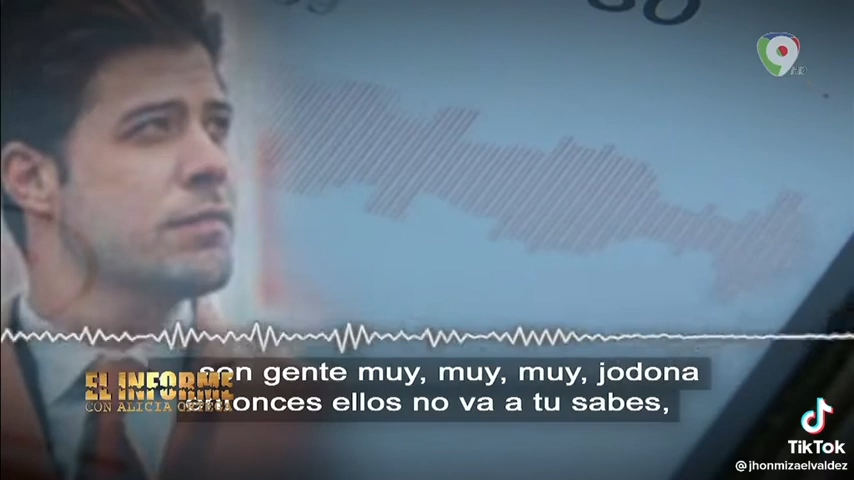 9
son gente muy, muy, muy, jodona
EL INFORME
CON ALICIA ORTEGA
entonces ellos no va a tu sabes,
TikTok
@jhonmizaelvaldez